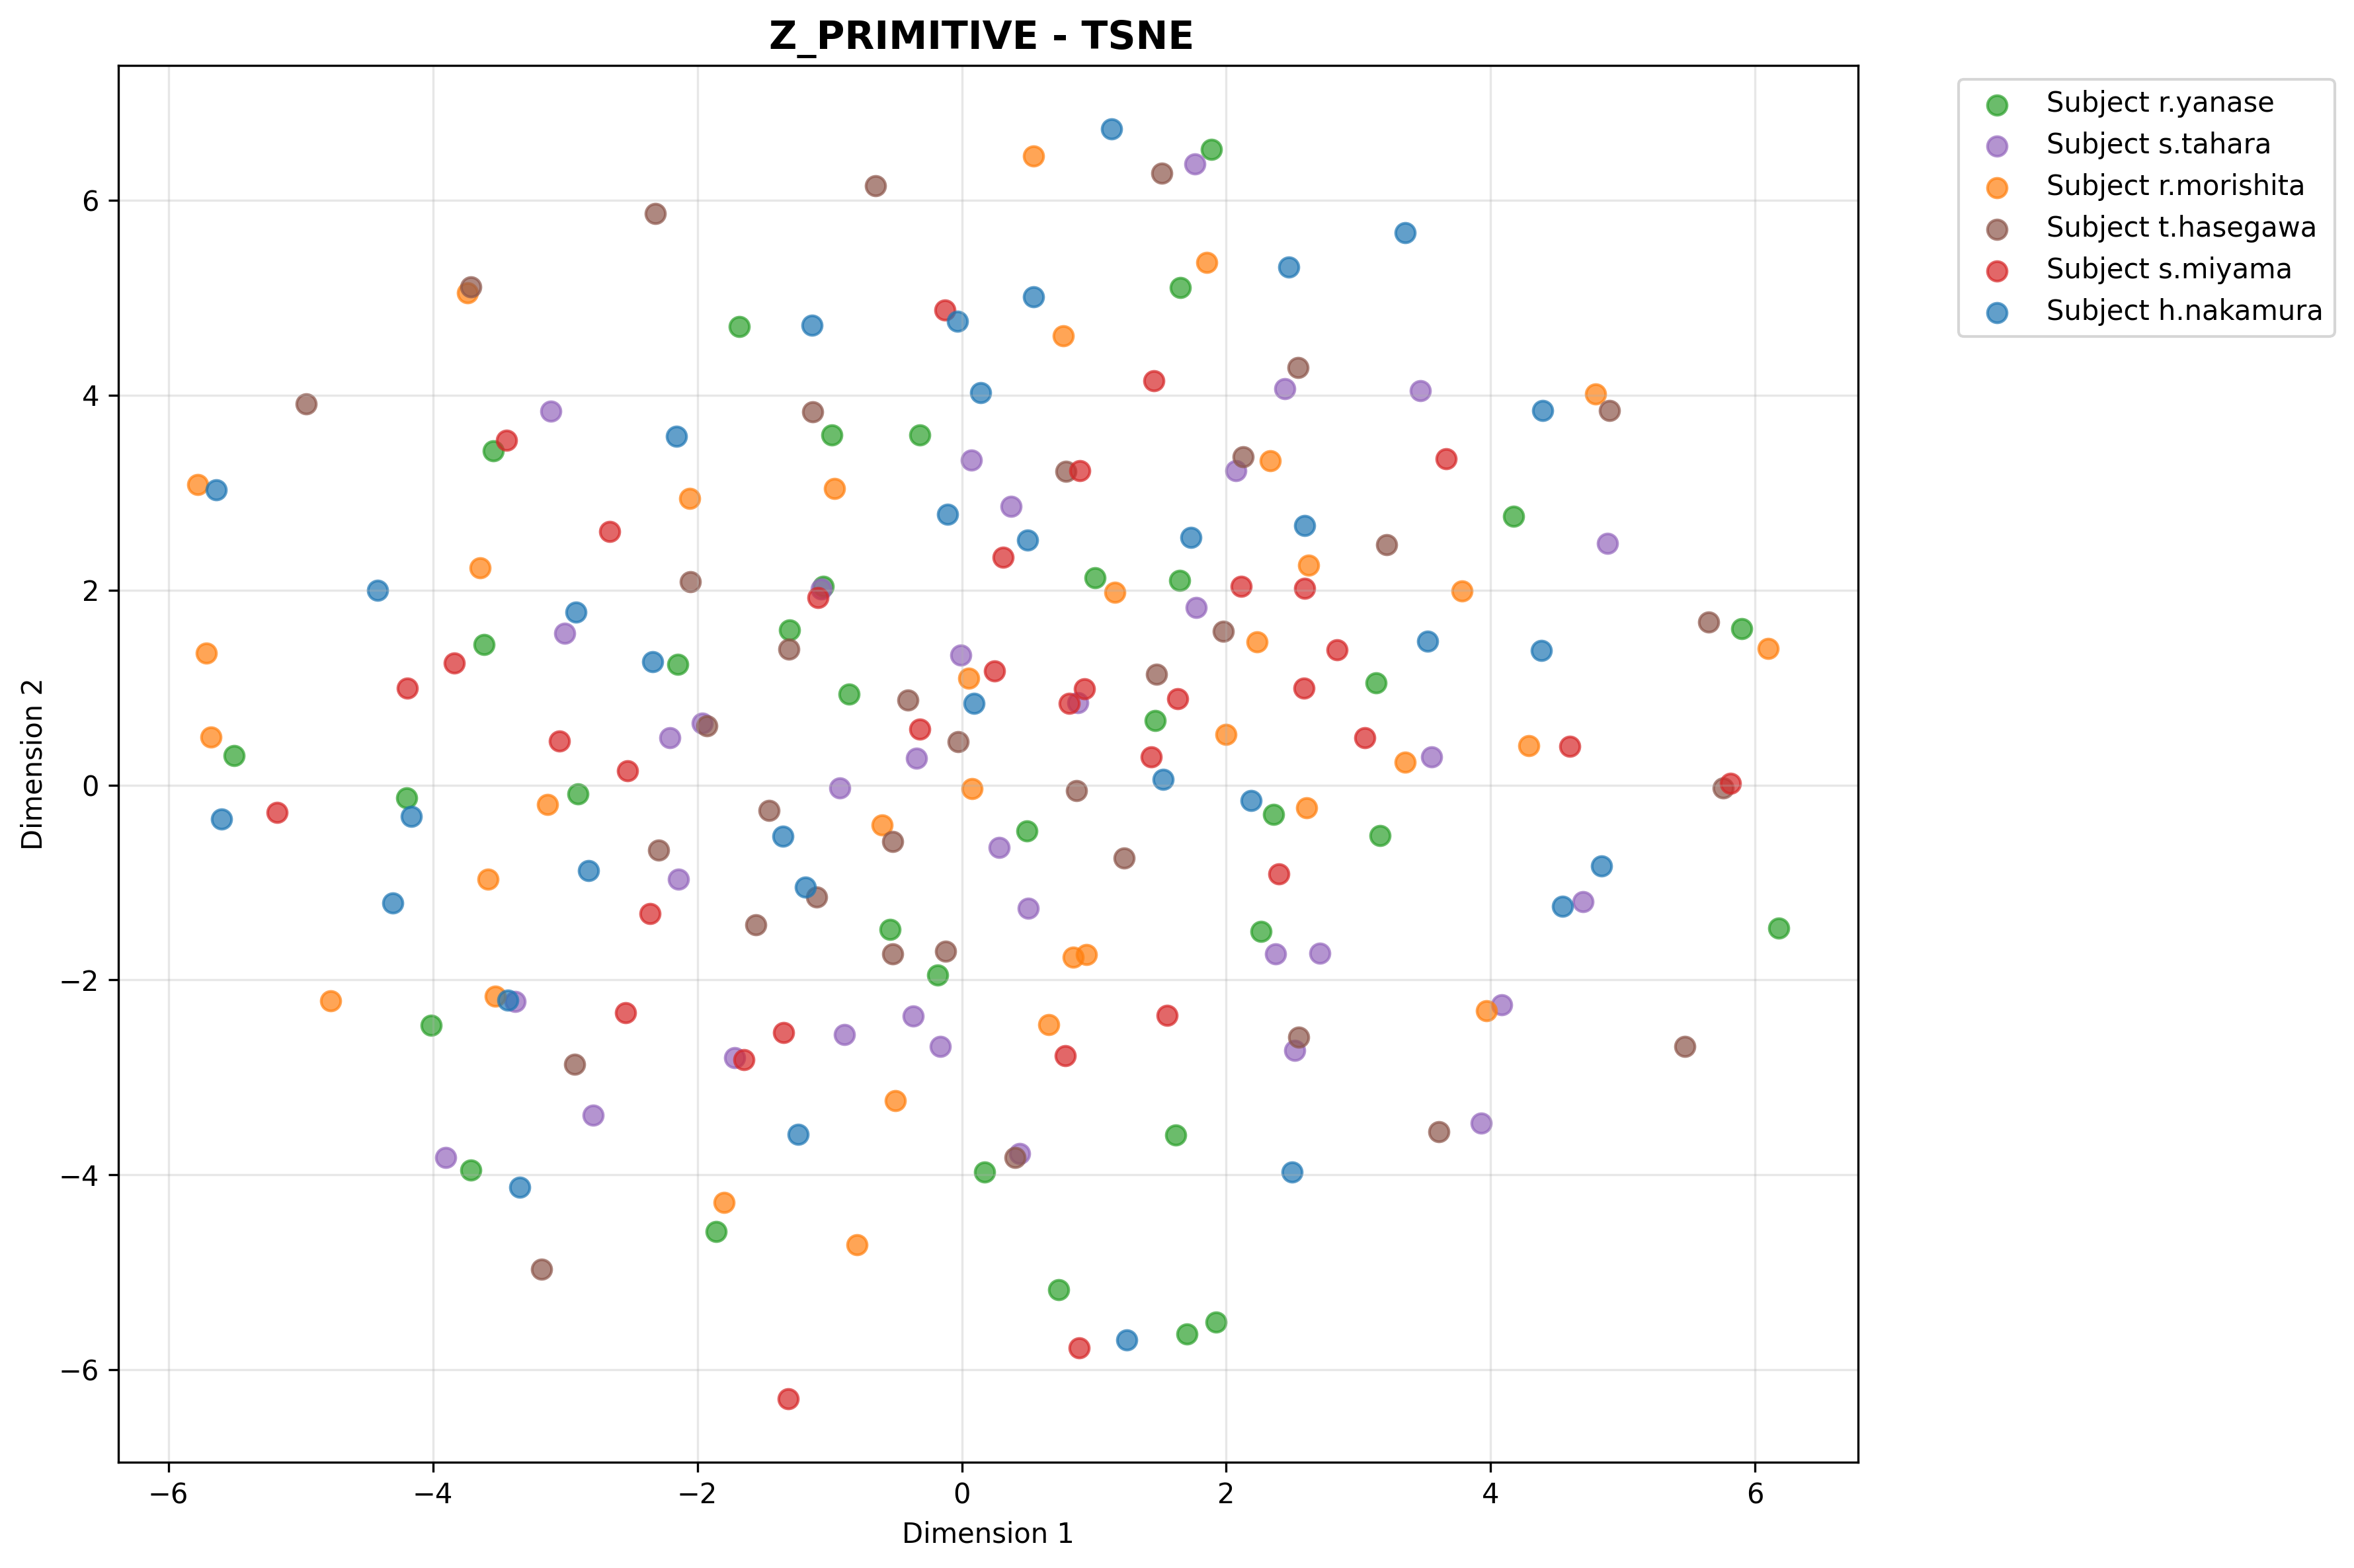 Z_PRIMITIVE - TSNE
Subject r.yanase
Subject s.tahara
Subject r.morishita
Subject t.hasegawa
Subject s.miyama
Subject h.nakamura
Dimension 2
6
4
2
0
−2
−4
−6
−6
−4
−2
0
2
4
6
Dimension 1